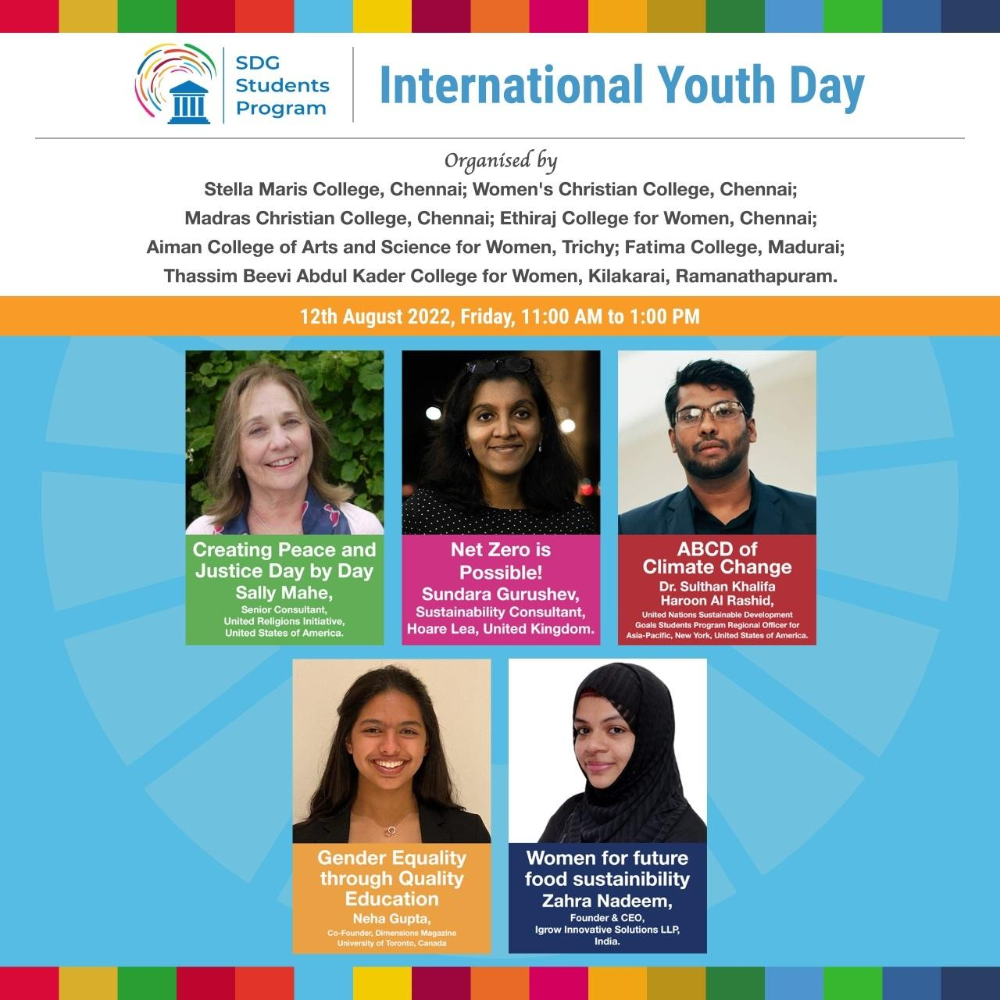 SDG
Students
Program
International Youth Day
Organised by
Stella Maris College, Chennai; Women's Christian College, Chennai;
Madras Christian College, Chennai; Ethiraj College for Women, Chennai;
Aiman College of Arts and Science for Women, Trichy; Fatima College, Madurai;
Thassim Beevi Abdul Kader College for Women, Kilakarai, Ramanathapuram.
12th August 2022, Friday, 11:00 AM to 1:00 PM
Creating Peace and
Justice Day by Day
Sally Mahe,
Senior Consultant,
United Religions Initiative,
United States of America.
Net Zero is
Possible!
Sundara Gurushev,
Sustainability Consultant,
Hoare Lea, United Kingdom.
ABCD of
Climate Change
Dr. Sulthan Khalifa
Haroon Al Rashid,
United Nations Sustainable Development
Goals Students Program Regional Officer for
Asia-Pacific, New York, United States of America.
Gender Equality
through Quality
Education
Neha Gupta,
Co-Founder, Dimensions Magazine
University of Toronto, Canada
Women for future
food sustainibility
Zahra Nadeem,
Founder & CEO,
Igrow Innovative Solutions LLP,
India.